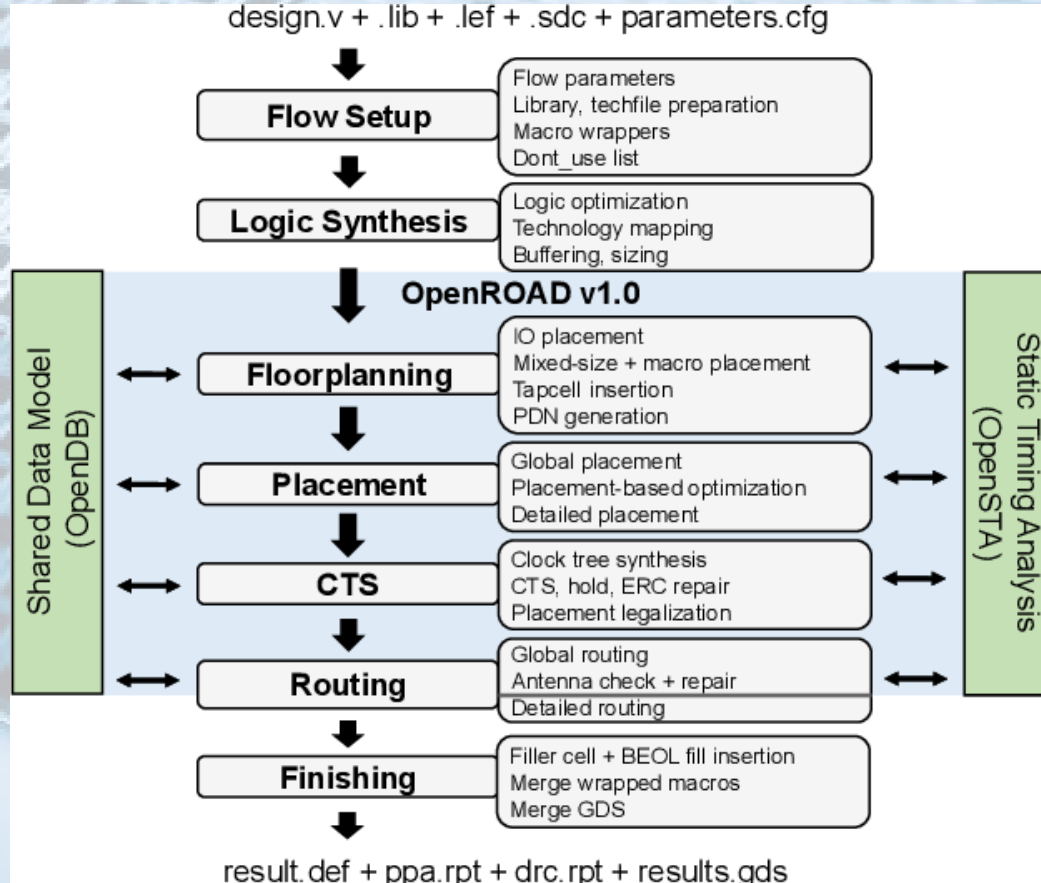 design.v + .lib + .lef + .sdc + parameters.cfg
Flow Setup
Flow parameters
Library, techfile preparation
Macro wrappers
Dont_use list
Logic Synthesis
Logic optimization
Technology mapping
Buffering, sizing
OpenROAD v1.0
Shared Data Model
(OpenDB)
Static Timing Analysis
(OpenSTA)
Floorplanning
IO placement
Mixed-size + macro placement
Tapcell insertion
PDN generation
Placement
Global placement
Placement-based optimization
Detailed placement
CTS
Clock tree synthesis
CTS, hold, ERC repair
Placement legalization
Routing
Global routing
Antenna check + repair
Detailed routing
Finishing
Filler cell + BEOL fill insertion
Merge wrapped macros
Merge GDS
result.def + ppa.rpt + drc.rpt + results.gds